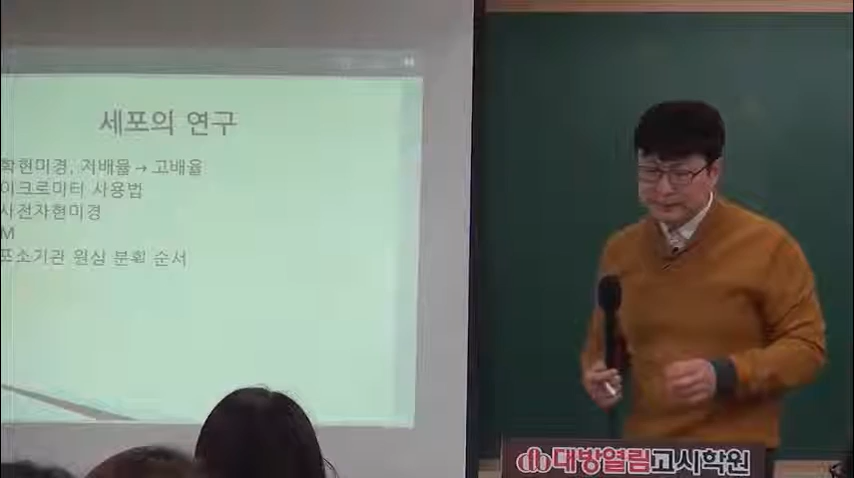 세포의 연구
학현미경, 저배율 → 고배율
이크로미터 사용법
사전자현미경
M
포소기관 원심 분획 순서
대방열림고시학원